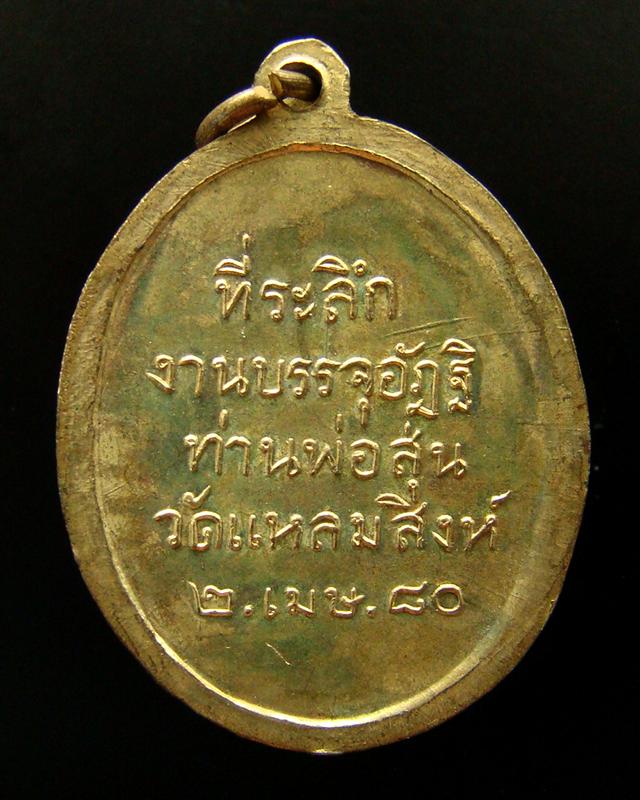 ที่ระลึก
งานบรรจุอัฏฐิ
ท่านพ่อสุ่น
วัดแหลมสิงห์
๒.เมษ.๘๐